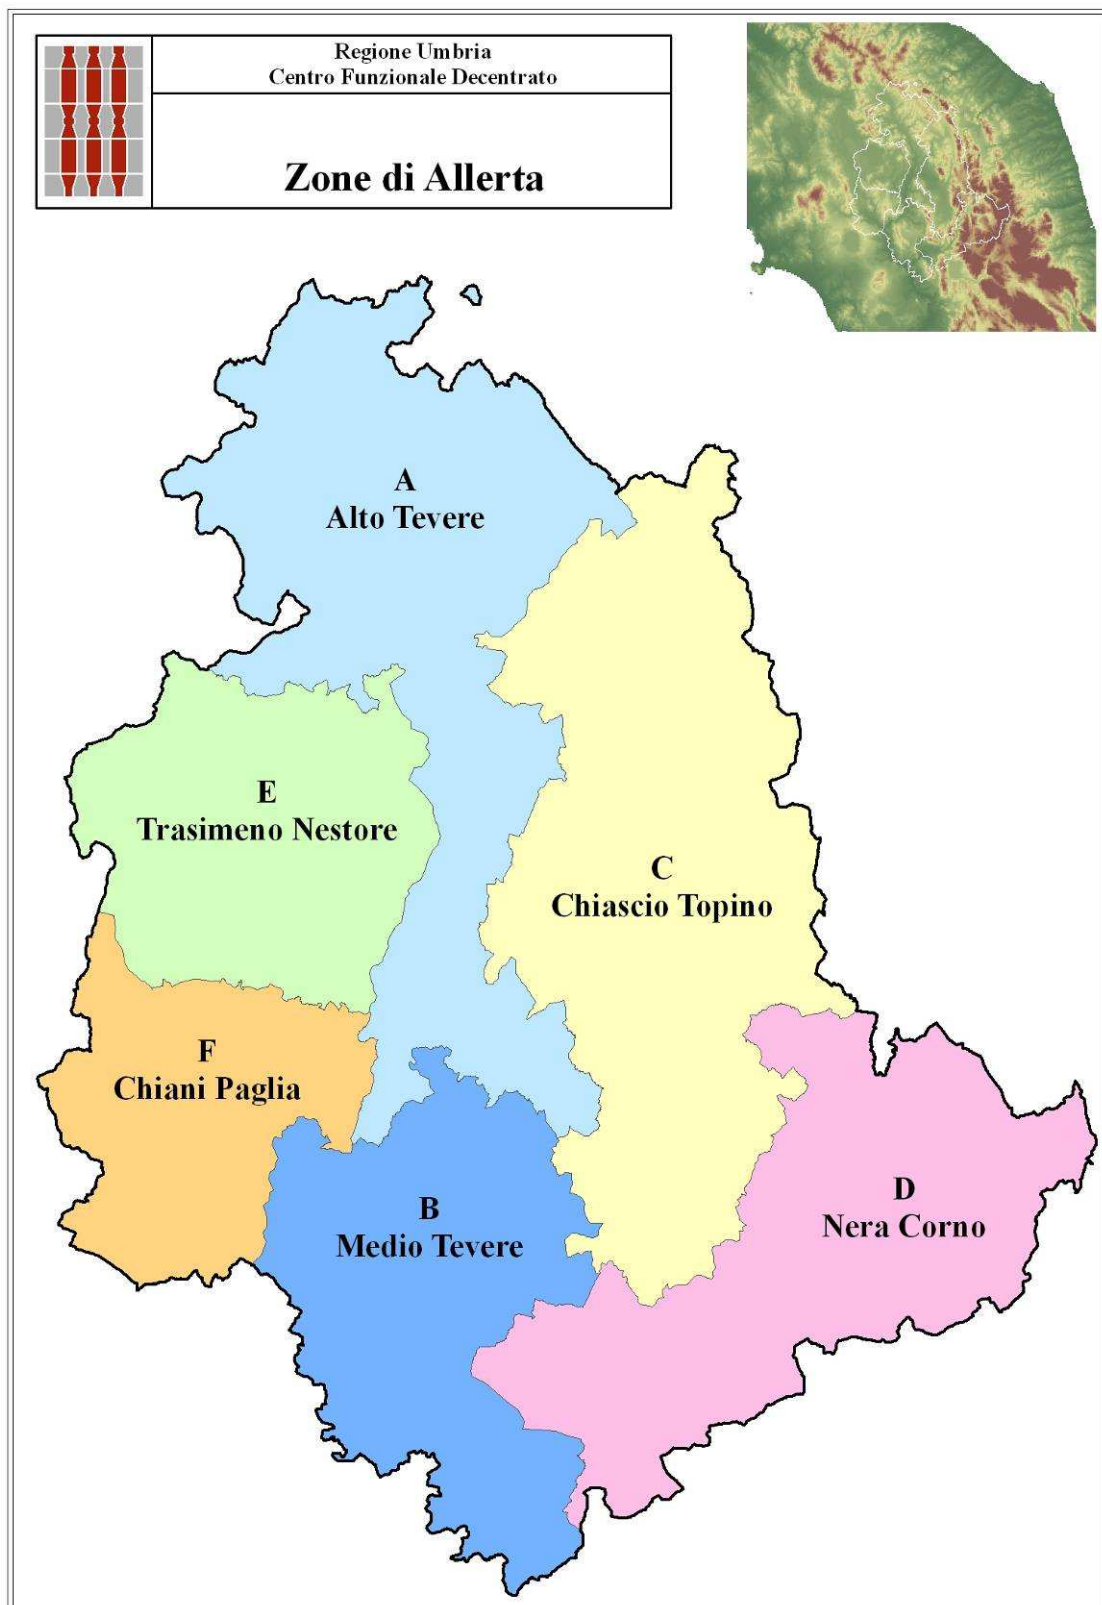 Regione Umbria
Centro Funzionale Decentrato
Zone di Allerta
A
Alto Tevere
E
Trasimeno Nestore
C
Chiascio Topino
F
Chiani Paglia
B
Medio Tevere
D
Nera Corno